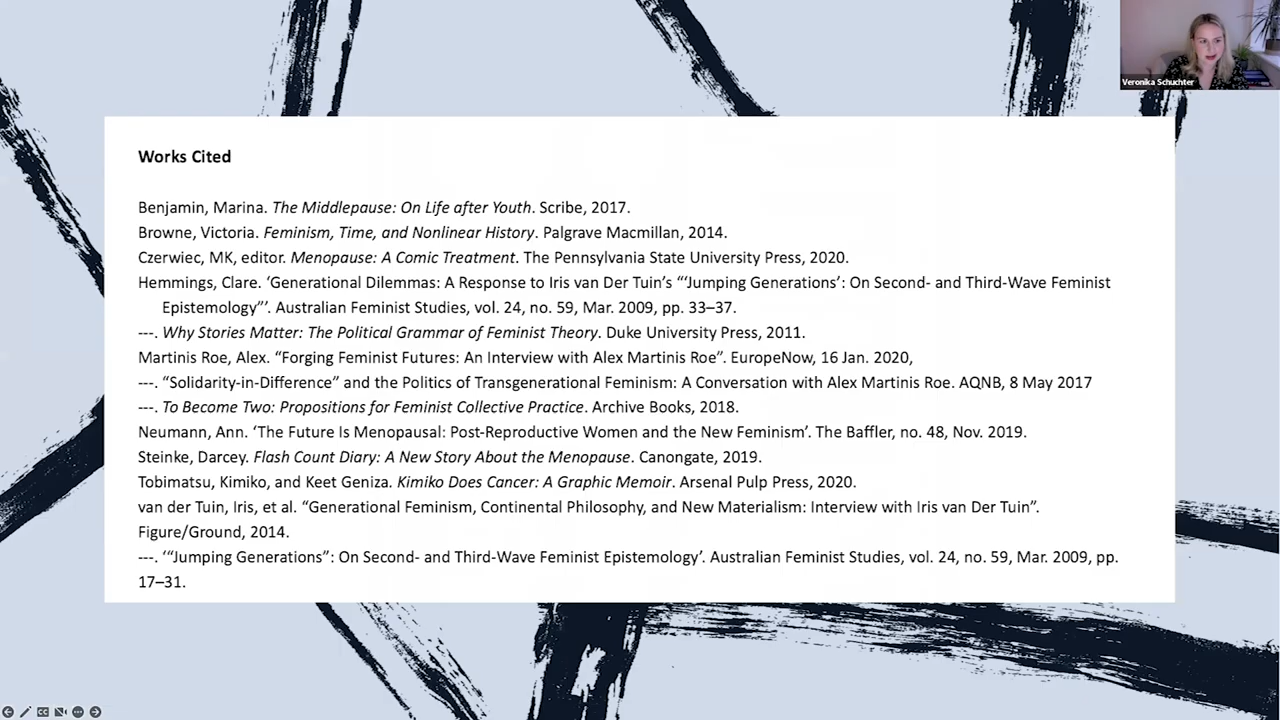 Veronika Schuchter
Works Cited
Benjamin, Marina. The Middlepause: On Life after Youth. Scribe, 2017.
Browne, Victoria. Feminism, Time, and Nonlinear History. Palgrave Macmillan, 2014.
Czerwiec, MK, editor. Menopause: A Comic Treatment. The Pennsylvania State University Press, 2020.
Hemmings, Clare. ‘Generational Dilemmas: A Response to Iris van Der Tuin’s “‘Jumping Generations’: On Second- and Third-Wave Feminist
Epistemology”’. Australian Feminist Studies, vol. 24, no. 59, Mar. 2009, pp. 33–37.
---. Why Stories Matter: The Political Grammar of Feminist Theory. Duke University Press, 2011.
Martinis Roe, Alex. “Forging Feminist Futures: An Interview with Alex Martinis Roe”. EuropeNow, 16 Jan. 2020,
---. “Solidarity-in-Difference” and the Politics of Transgenerational Feminism: A Conversation with Alex Martinis Roe. AQNB, 8 May 2017
---. To Become Two: Propositions for Feminist Collective Practice. Archive Books, 2018.
Neumann, Ann. ‘The Future Is Menopausal: Post-Reproductive Women and the New Feminism’. The Baffler, no. 48, Nov. 2019.
Steinke, Darcey. Flash Count Diary: A New Story About the Menopause. Canongate, 2019.
Tobimatsu, Kimiko, and Keet Geniza. Kimiko Does Cancer: A Graphic Memoir. Arsenal Pulp Press, 2020.
van der Tuin, Iris, et al. “Generational Feminism, Continental Philosophy, and New Materialism: Interview with Iris van Der Tuin”.
Figure/Ground, 2014.
---. ‘“Jumping Generations”: On Second- and Third-Wave Feminist Epistemology’. Australian Feminist Studies, vol. 24, no. 59, Mar. 2009, pp.
17–31.